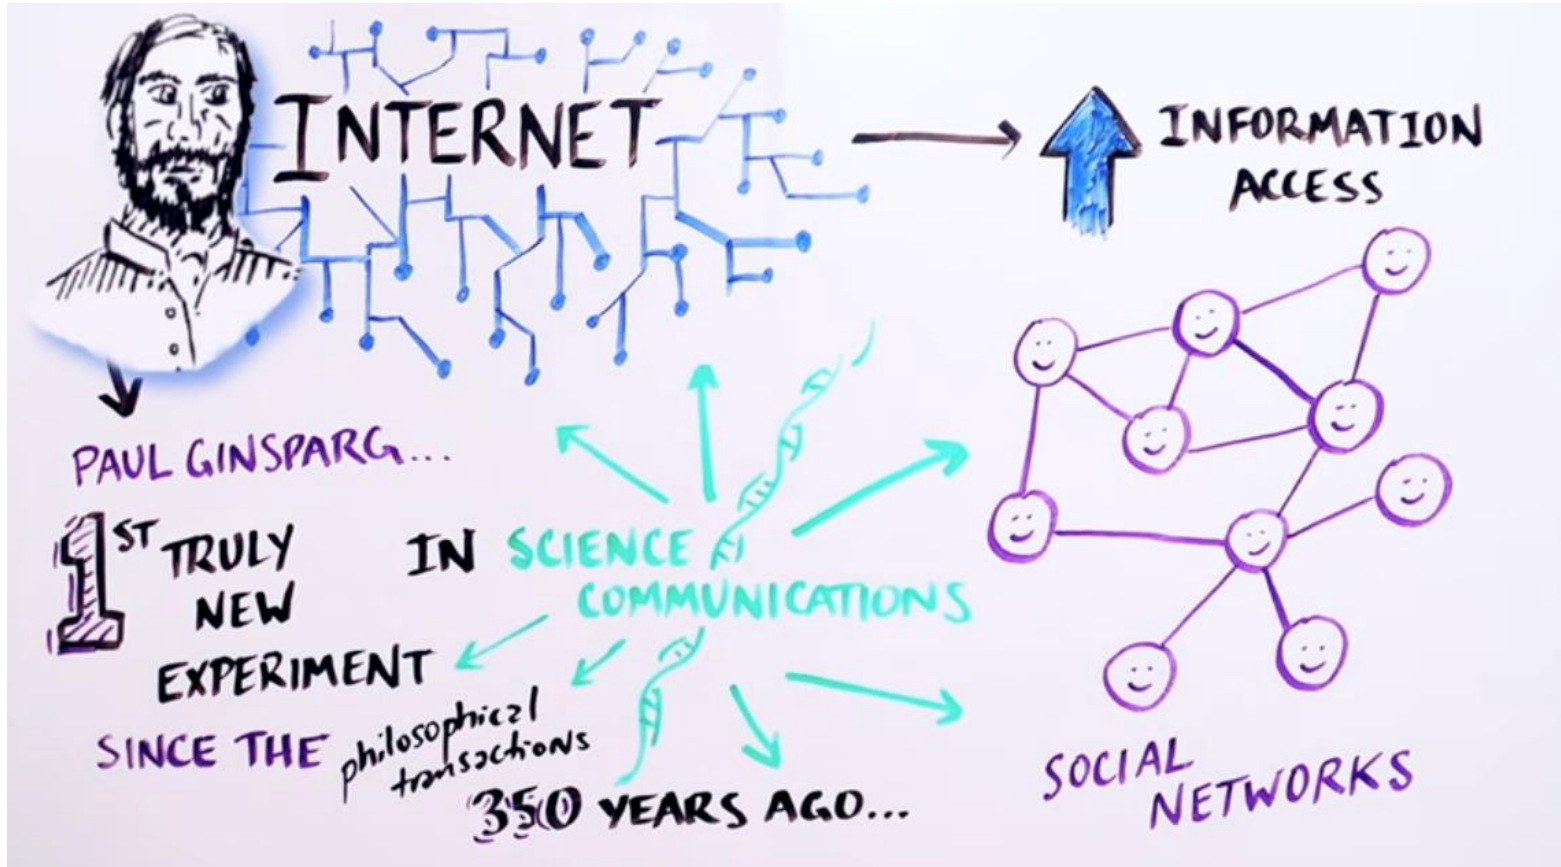 INTERNET
INFORMATION
ACCESS
PAUL GINSPARG...
1ST TRULY
NEW
EXPERIMENT
IN SCIENCE
COMMUNICATIONS
SINCE THE philosophical
transactions
350 YEARS AGO...
SOCIAL
NETWORKS